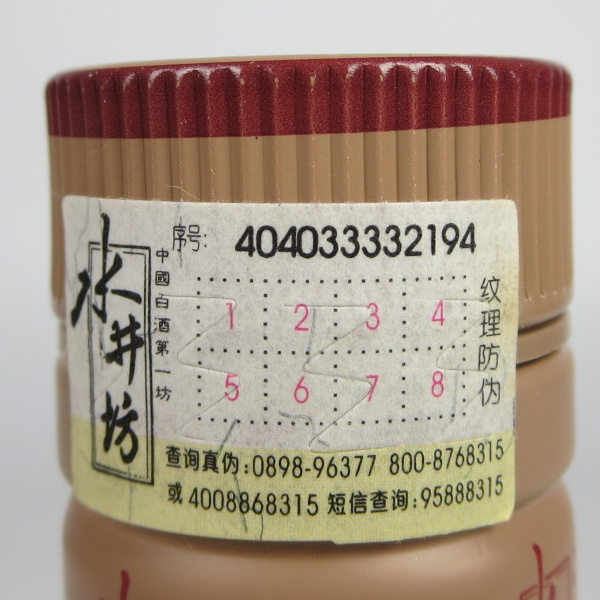 水井坊
中國白酒第一坊
序号: 404033332194
1 2 3 4
5 6 7 8
纹理防伪
查询真伪:0898-96377 800-8768315
或 4008868315 短信查询:95888315